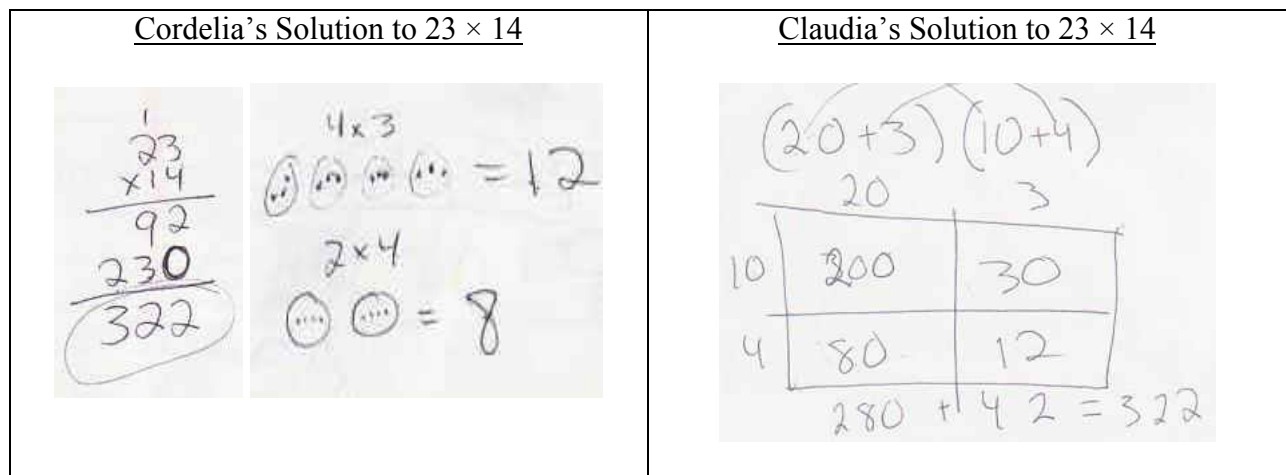 Cordelia's Solution to 23 × 14
1
23
×14
92
230
322
4×3
= 12
2×4
= 8
Claudia's Solution to 23 × 14
(20+3)(10+4)
20 3
10 200 30
4 80 12
280 + 42 = 322